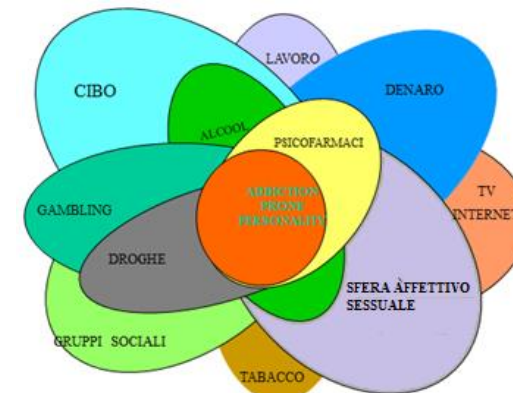 LAVORO
CIBO
DENARO
ALCOOL
PSICOFARMACI
TV
INTERNET
ADDICTION
PRONE
PERSONALITY
GAMBLING
DROGHE
SFERA ÀFFETTIVO
SESSUALE
GRUPPI SOCIALI
TABACCO